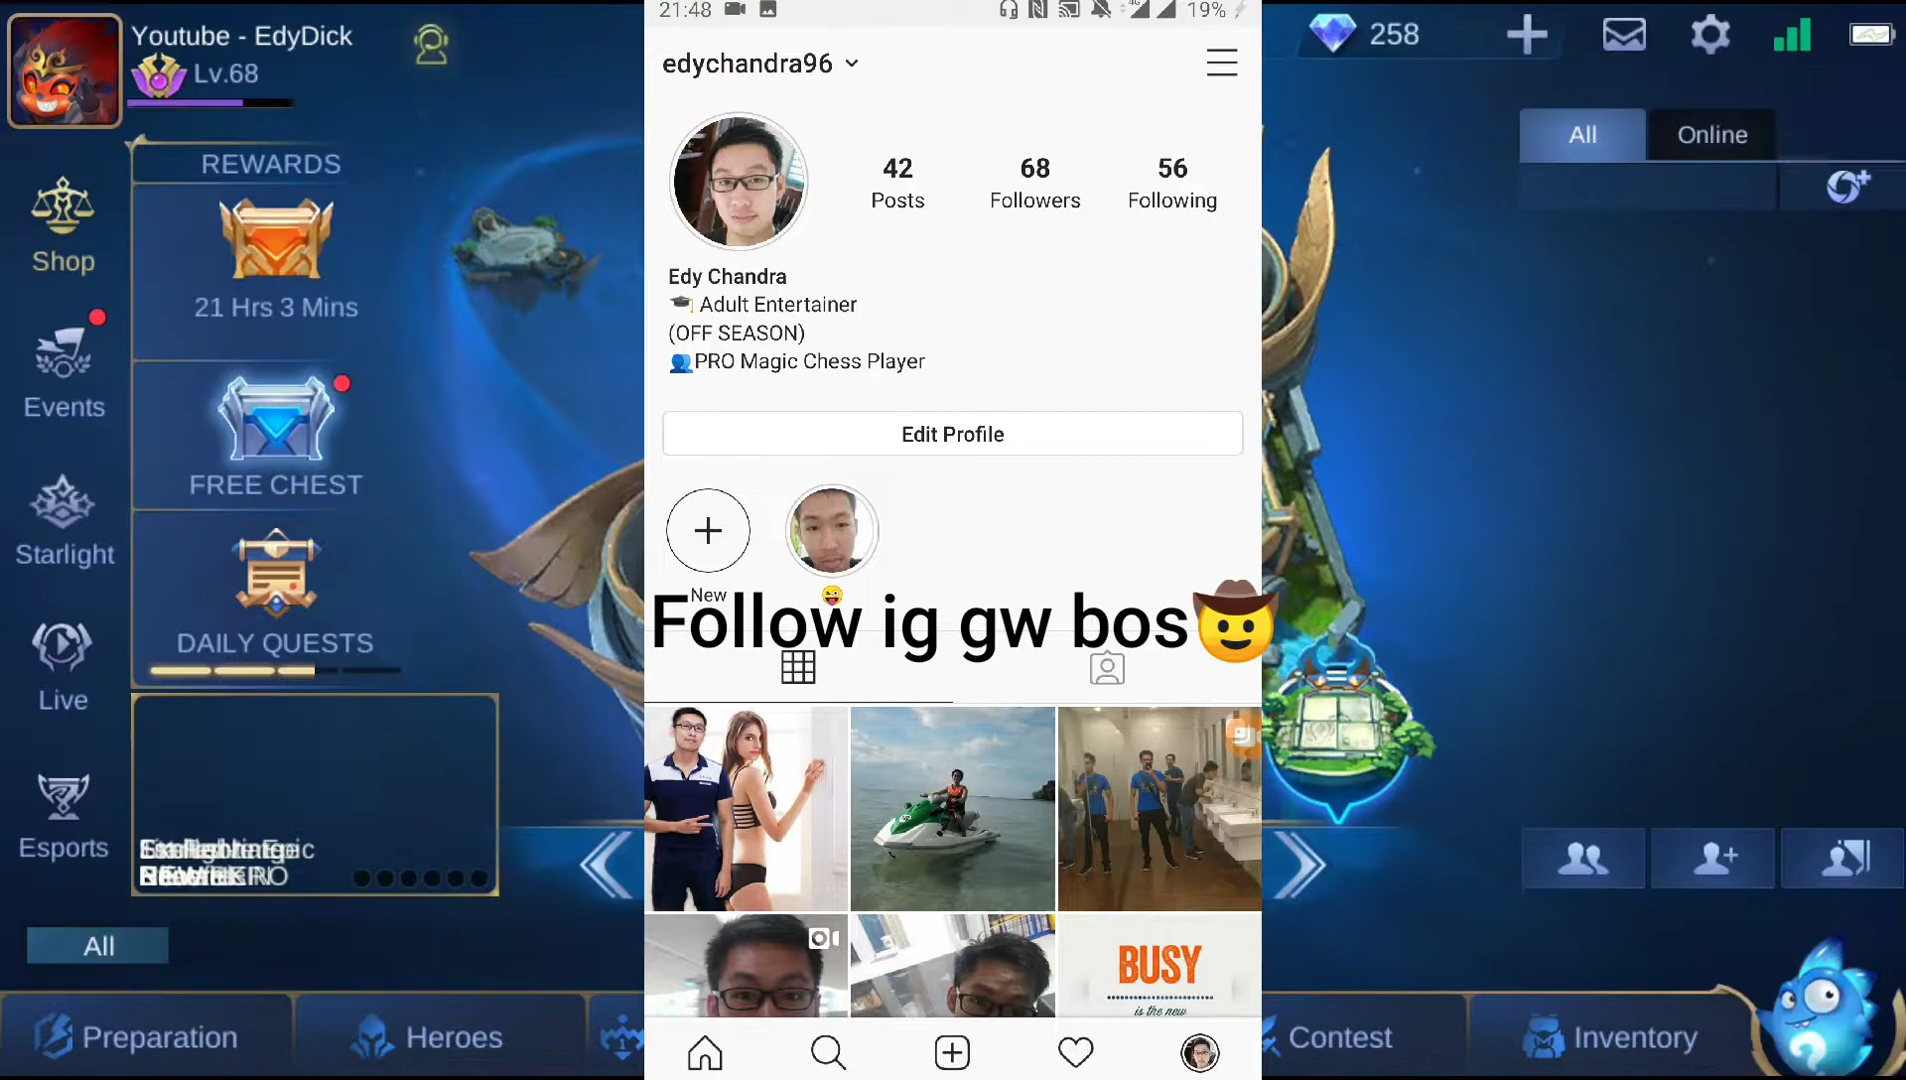 Youtube - EdyDick
Lv.68
REWARDS
21 Hrs 3 Mins
FREE CHEST
DAILY QUESTS
Shop
Events
Starlight
Live
Esports
All
Preparation
Heroes
21:48
4G
19%
edychandra96
42
Posts
68
Followers
56
Following
Edy Chandra
Adult Entertainer
(OFF SEASON)
PRO Magic Chess Player
Edit Profile
New
Follow ig gw bos
BUSY
is the new
258
All
Online
Contest
Inventory